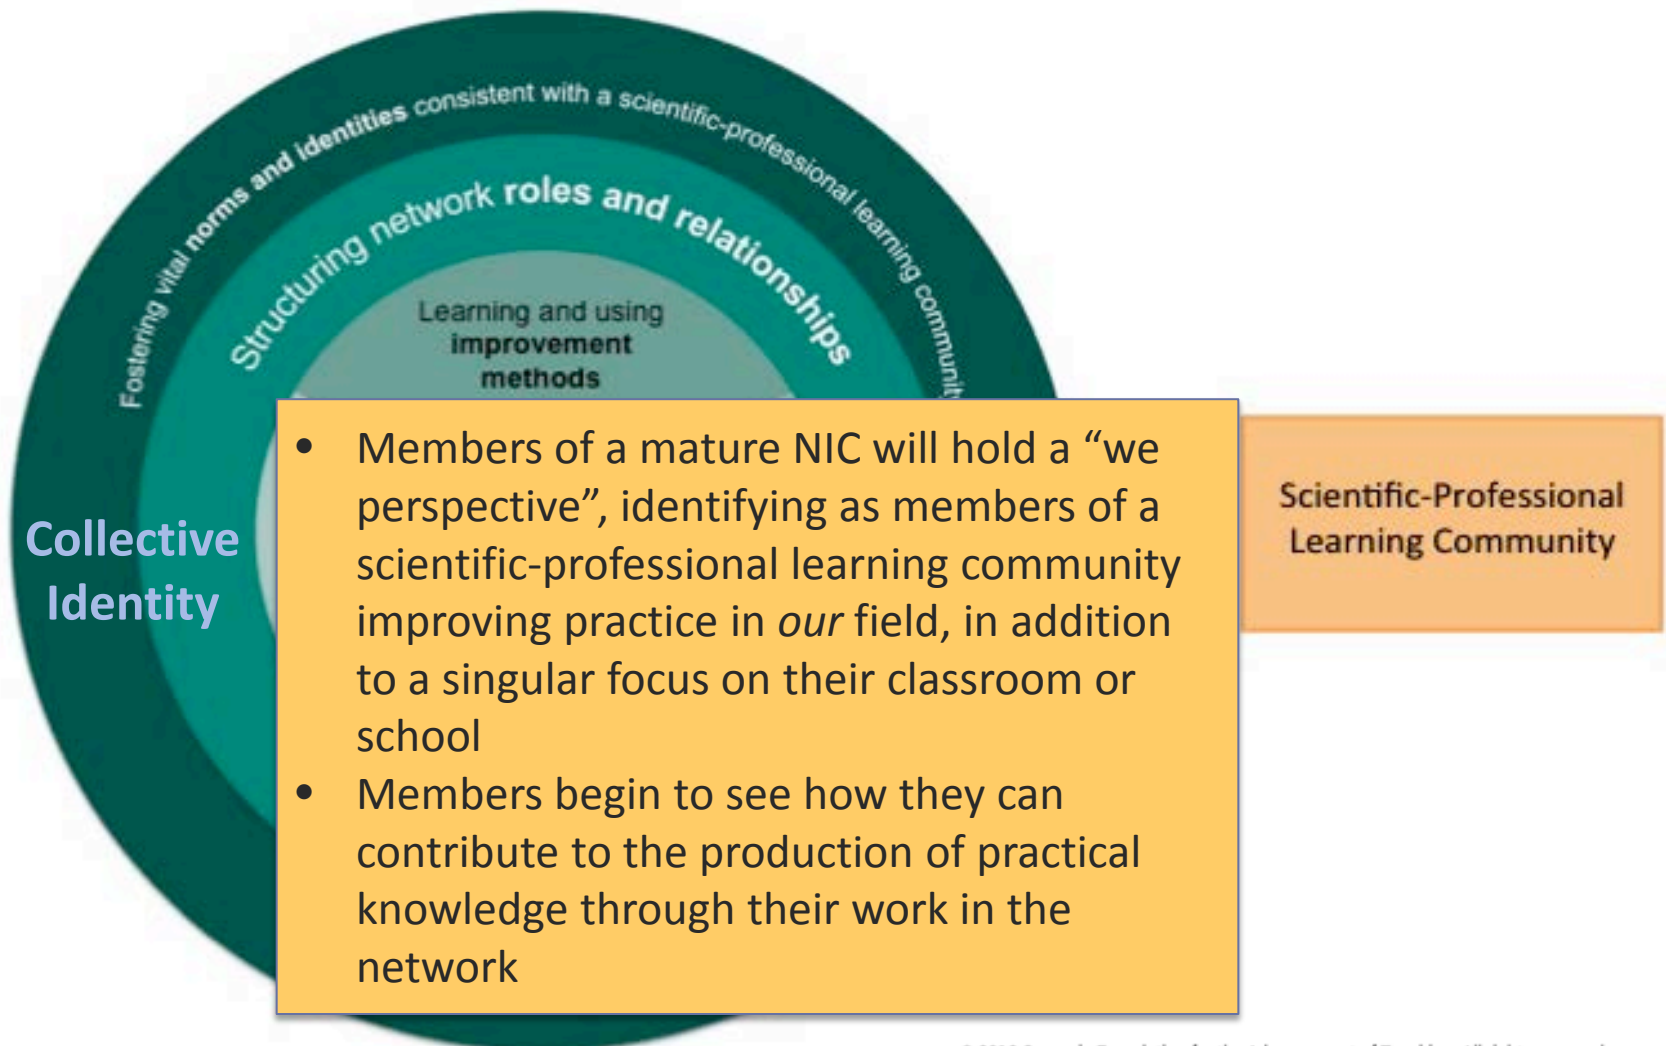 Fostering vital norms and identities consistent with a scientific-professional learning community
Structuring network roles and relationships
Learning and using
improvement
methods
Collective
Identity
• Members of a mature NIC will hold a “we
perspective”, identifying as members of a
scientific-professional learning community
improving practice in our field, in addition
to a singular focus on their classroom or
school
• Members begin to see how they can
contribute to the production of practical
knowledge through their work in the
network
Scientific-Professional
Learning Community